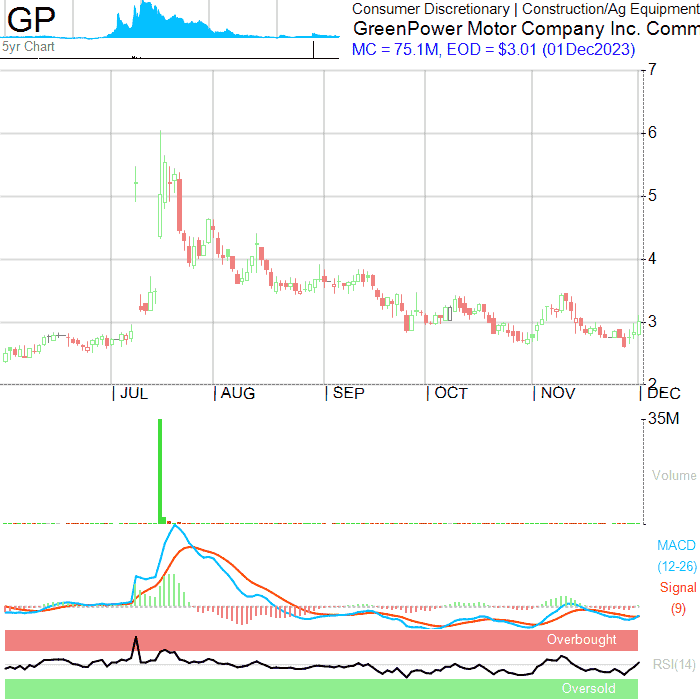 GP
Consumer Discretionary | Construction/Ag Equipment
GreenPower Motor Company Inc. Comm
5yr Chart
MC = 75.1M, EOD = $3.01 (01Dec2023)
7
6
5
4
3
2
JUL
AUG
SEP
OCT
NOV
DEC
35M
Volume
MACD
(12-26)
Signal
(9)
Overbought
RSI(14)
Oversold